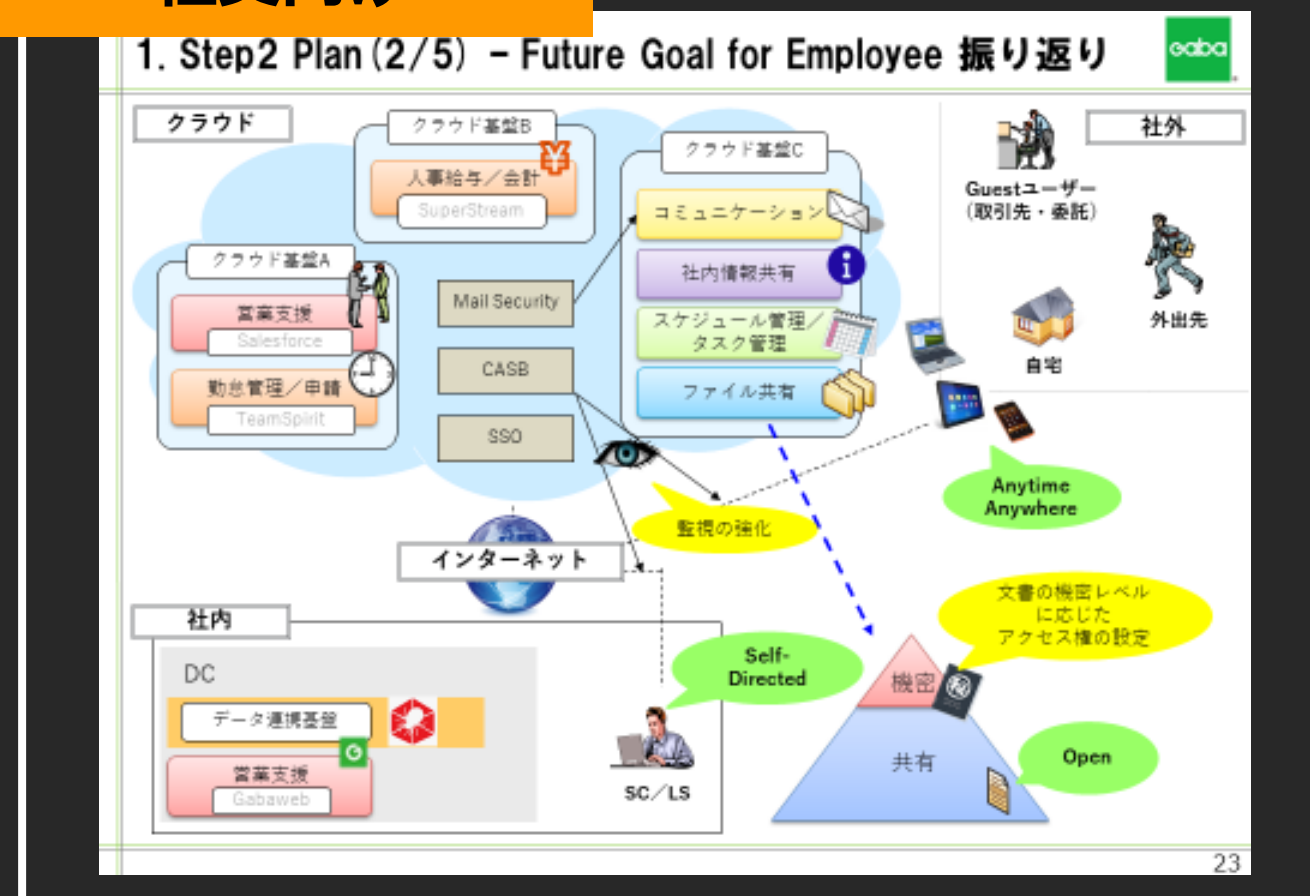 1. Step2 Plan(2/5) – Future Goal for Employee 振り返り
Gaba
クラウド
クラウド基盤B
人事給与／会計
SuperStream
クラウド基盤C
コミュニケーション
社内情報共有
スケジュール管理／
タスク管理
ファイル共有
クラウド基盤A
営業支援
Salesforce
勤怠管理／申請
TeamSpirit
Mail Security
CASB
SSO
社外
Guestユーザー
(取引先・委託)
外出先
自宅
Anytime
Anywhere
監視の強化
インターネット
文書の機密レベル
に応じた
アクセス権の設定
社内
DC
データ連携基盤
営業支援
Gabaweb
Self-
Directed
SC／LS
機密
㊙
共有
Open
23